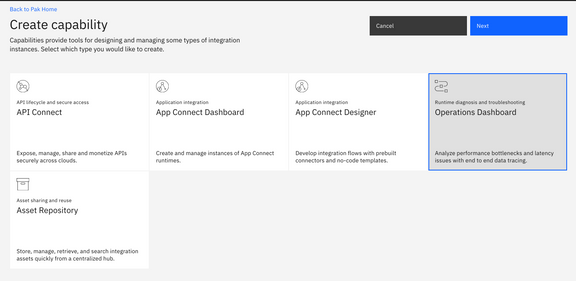 Back to Pak Home
Create capability
Cancel
Next
Capabilities provide tools for designing and managing some types of integration
instances. Select which type you would like to create.
API lifecycle and secure access
API Connect
Expose, manage, share and monetize APIs
securely across clouds.
Application integration
App Connect Dashboard
Create and manage instances of App Connect
runtimes.
Application integration
App Connect Designer
Develop integration flows with prebuilt
connectors and no-code templates.
Runtime diagnosis and troubleshooting
Operations Dashboard
Analyze performance bottlenecks and latency
issues with end to end data tracing.
Asset sharing and reuse
Asset Repository
Store, manage, retrieve, and search integration
assets quickly from a centralized hub.